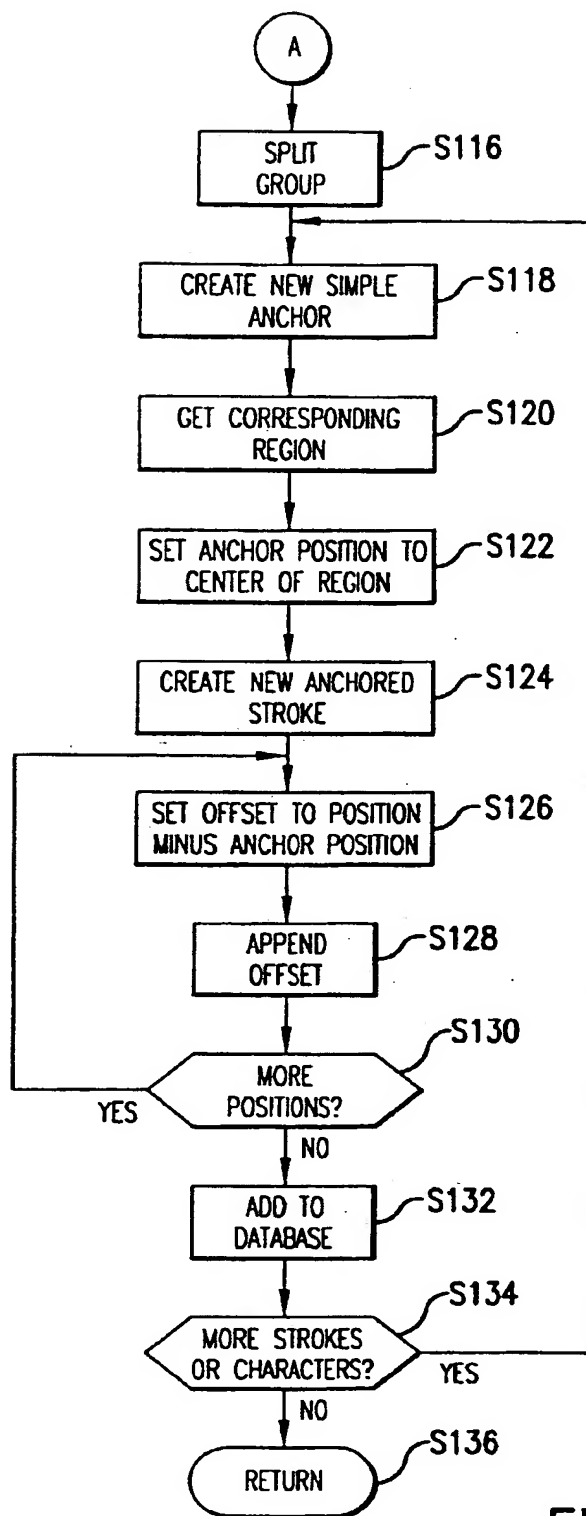 A
SPLIT
GROUP
S116
CREATE NEW SIMPLE
ANCHOR
S118
GET CORRESPONDING
REGION
S120
SET ANCHOR POSITION TO
CENTER OF REGION
S122
CREATE NEW ANCHORED
STROKE
S124
SET OFFSET TO POSITION
MINUS ANCHOR POSITION
S126
APPEND
OFFSET
S128
MORE
POSITIONS?
S130
YES
NO
ADD TO
DATABASE
S132
MORE STROKES
OR CHARACTERS?
S134
YES
NO
RETURN
S136